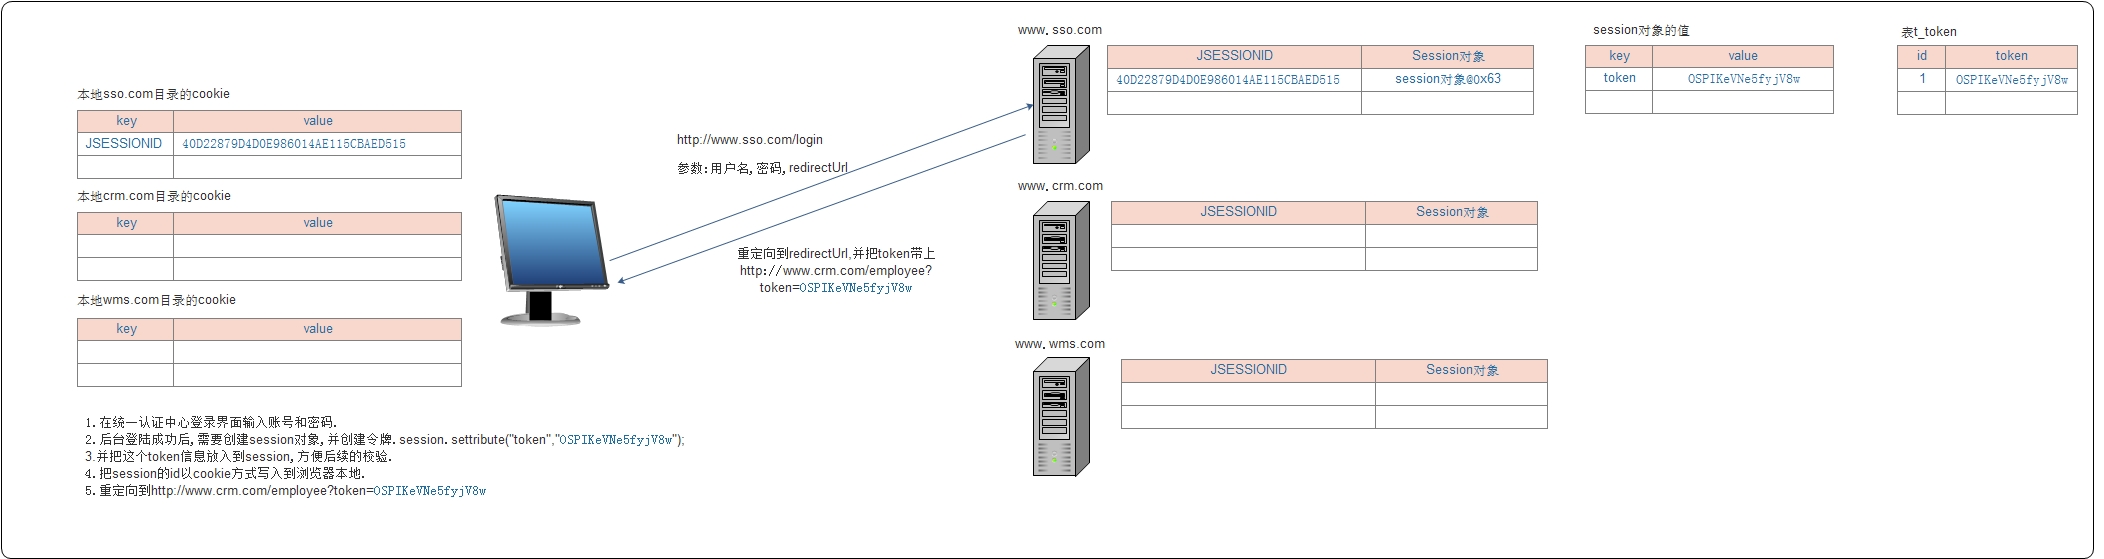 本地sso.com目录的cookie
key value
JSESSIONID 40D22879D4D0E986014AE115CBAED515
本地crm.com目录的cookie
key value
本地wms.com目录的cookie
key value
1. 在统一认证中心登录界面输入账号和密码.
2. 后台登陆成功后,需要创建session对象,并创建令牌. session. settribute("token","OSPIKeVNe5fyjV8w");
3.并把这个token信息放入到session,方便后续的校验.
4. 把session的id以cookie方式写入到浏览器本地.
5. 重定向到http://www.crm.com/employee?token=OSPIKeVNe5fyjV8w
http://www.sso.com/login
参数:用户名,密码,redirectUrl
重定向到redirectUrl,并把token带上
http://www.crm.com/employee?
token=OSPIKeVNe5fyjV8w
www. sso.com
JSESSIONID Session对象
40D22879D4D0E986014AE115CBAED515 session对象@0x63
www. crm.com
JSESSIONID Session对象
www. wms.com
JSESSIONID Session对象
session对象的值
key value
token OSPIKeVNe5fyjV8w
表t_token
id token
1 OSPIKeVNe5fyjV8w